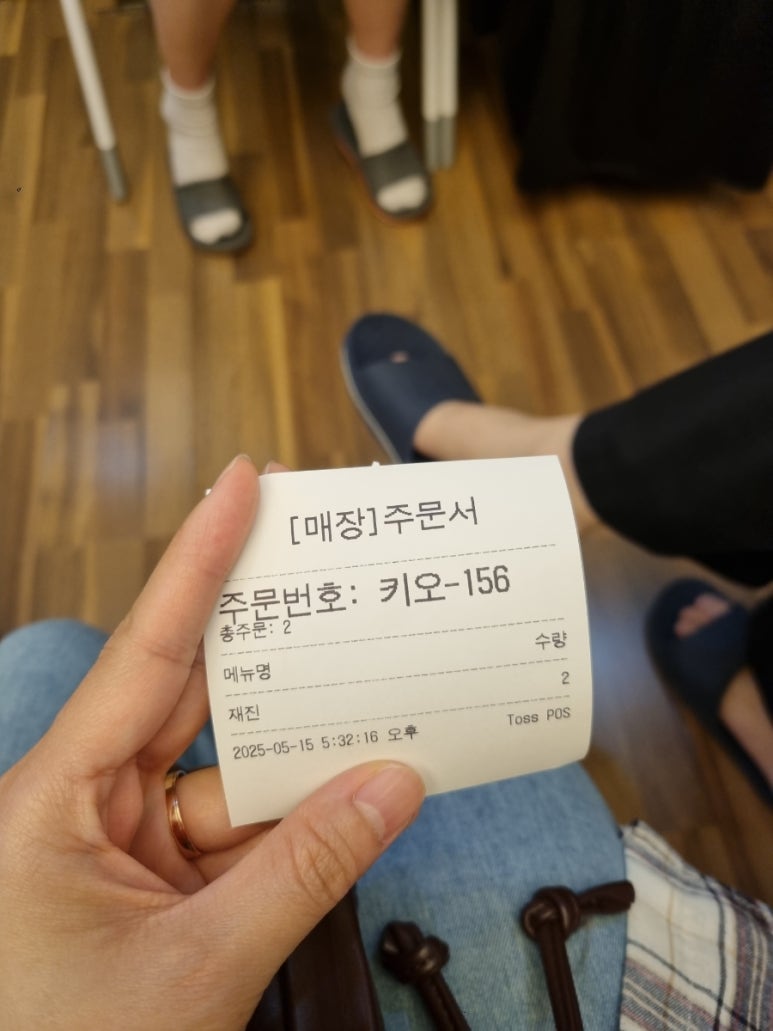 [매장]주문서
주문번호: 키오-156
총주문: 2
메뉴명 수량
재진 2
2025-05-15 5:32:16 오후 Toss POS